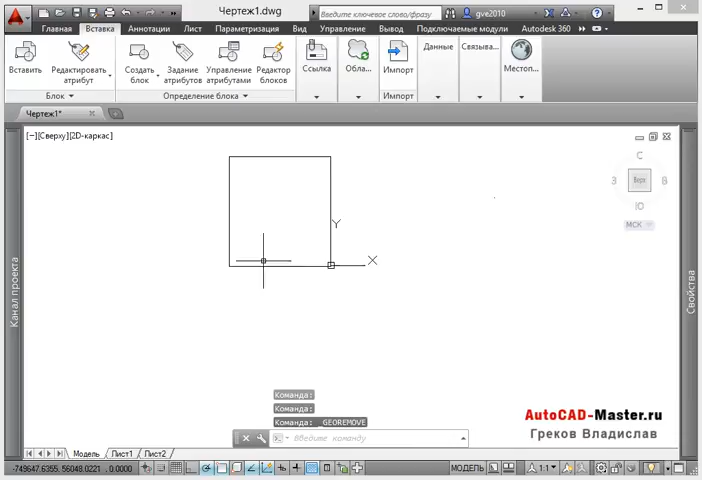 Чертеж1.dwg
Введите ключевое слово/фразу
gve2010
Главная
Вставка
Аннотации
Лист
Параметризация
Вид
Управление
Вывод
Подключаемые модули
Autodesk 360
Вставить
Редактировать атрибут
Создать блок
Задание атрибутов
Управление атрибутами
Редактор блоков
Ссылка
Обла...
Импорт
Данные
Связыва...
Местоп...
Блок
Определение блока
Импорт
Чертеж1*
[−][Сверху][2D-каркас]
С
З
Верх
В
Ю
МСК
Y
X
Канал проекта
Свойства
Команда:
Команда:
Команда: _GEOREMOVE
Введите команду
AutoCAD-Master.ru
Греков Владислав
Модель
Лист1
Лист2
-749647.6355, 56048.0221, 0.0000
МОДЕЛЬ
1:1